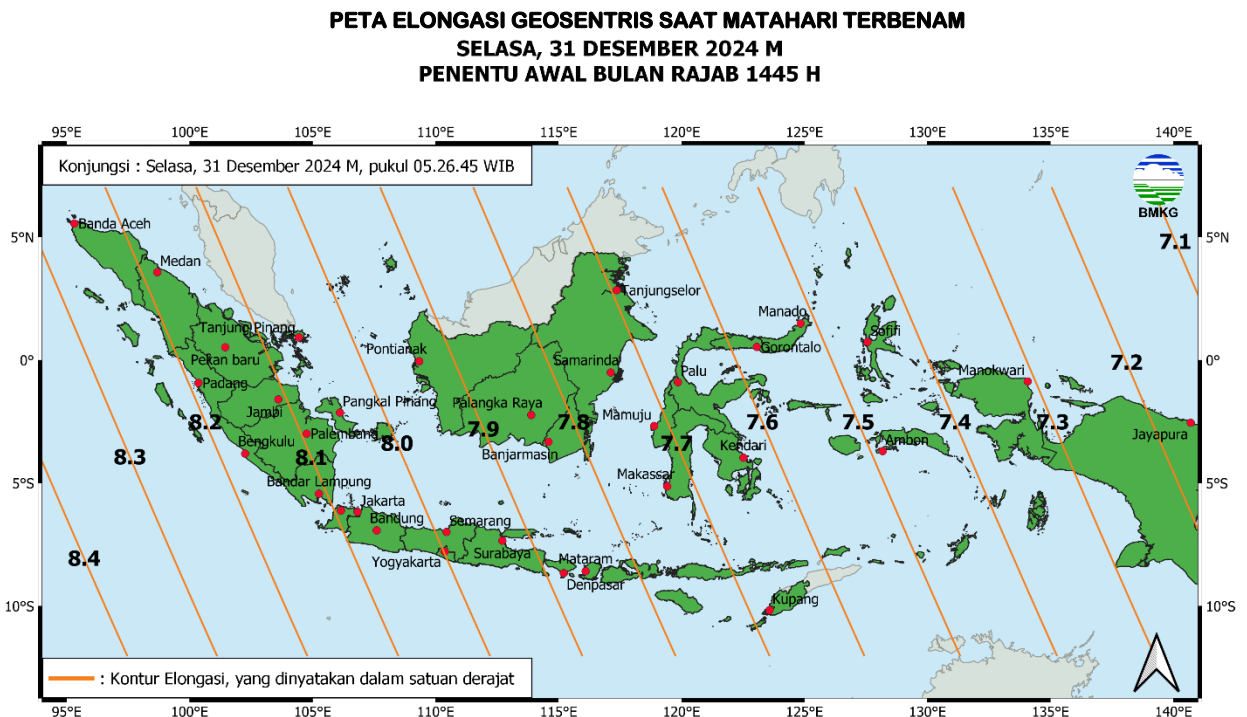 PETA ELONGASI GEOSENTRIS SAAT MATAHARI TERBENAM
SELASA, 31 DESEMBER 2024 M
PENENTU AWAL BULAN RAJAB 1445 H
95°E 100°E 105°E 110°E 115°E 120°E 125°E 130°E 135°E 140°E
Konjungsi : Selasa, 31 Desember 2024 M, pukul 05.26.45 WIB
BMKG
5°N
Banda Aceh
7.1
5°N
Medan
Tanjungselor
Manado
Tanjung Pinang
Sofiri
Pontianak
Gorontalo
0°
Pekan baru
Samarinda
7.2
0°
Padang
Palu
Manokwari
Pangkal Pinang
Palangka Raya
Jambi
Mamuju
8.2
8.0
7.9
7.8
7.6
7.5
7.4
7.3
Palembang
Jayapura
Bengkulu
7.7
Kendari
Ambon
8.3
8.1
Banjarmasin
Makassar
5°S
Bandar Lampung
5°S
Jakarta
Bandung
Semarang
Surabaya
8.4
Yogyakarta
Mataram
Denpasar
10°S
Kupang
10°S
: Kontur Elongasi, yang dinyatakan dalam satuan derajat
95°E 100°E 105°E 110°E 115°E 120°E 125°E 130°E 135°E 140°E